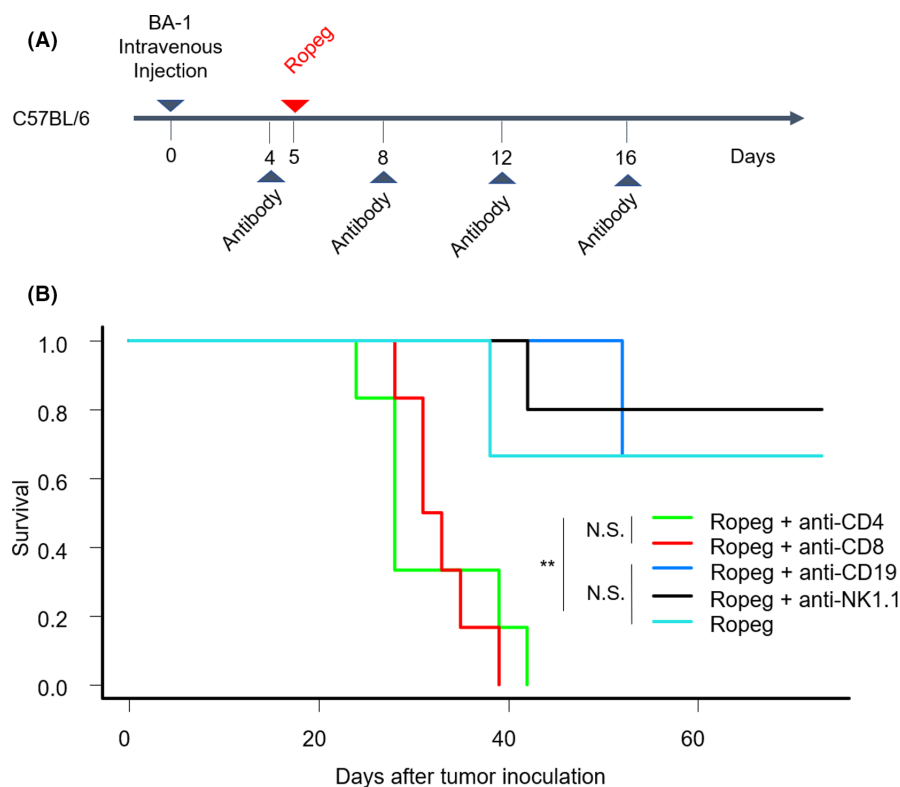 (A)
BA-1
Intravenous
Injection
Ropeg
C57BL/6
0
4
5
8
12
16
Days
Antibody
Antibody
Antibody
Antibody
(B)
1.0
0.8
0.6
0.4
0.2
0.0
Survival
N.S.
**
N.S.
Ropeg + anti-CD4
Ropeg + anti-CD8
Ropeg + anti-CD19
Ropeg + anti-NK1.1
Ropeg
0
20
40
60
Days after tumor inoculation